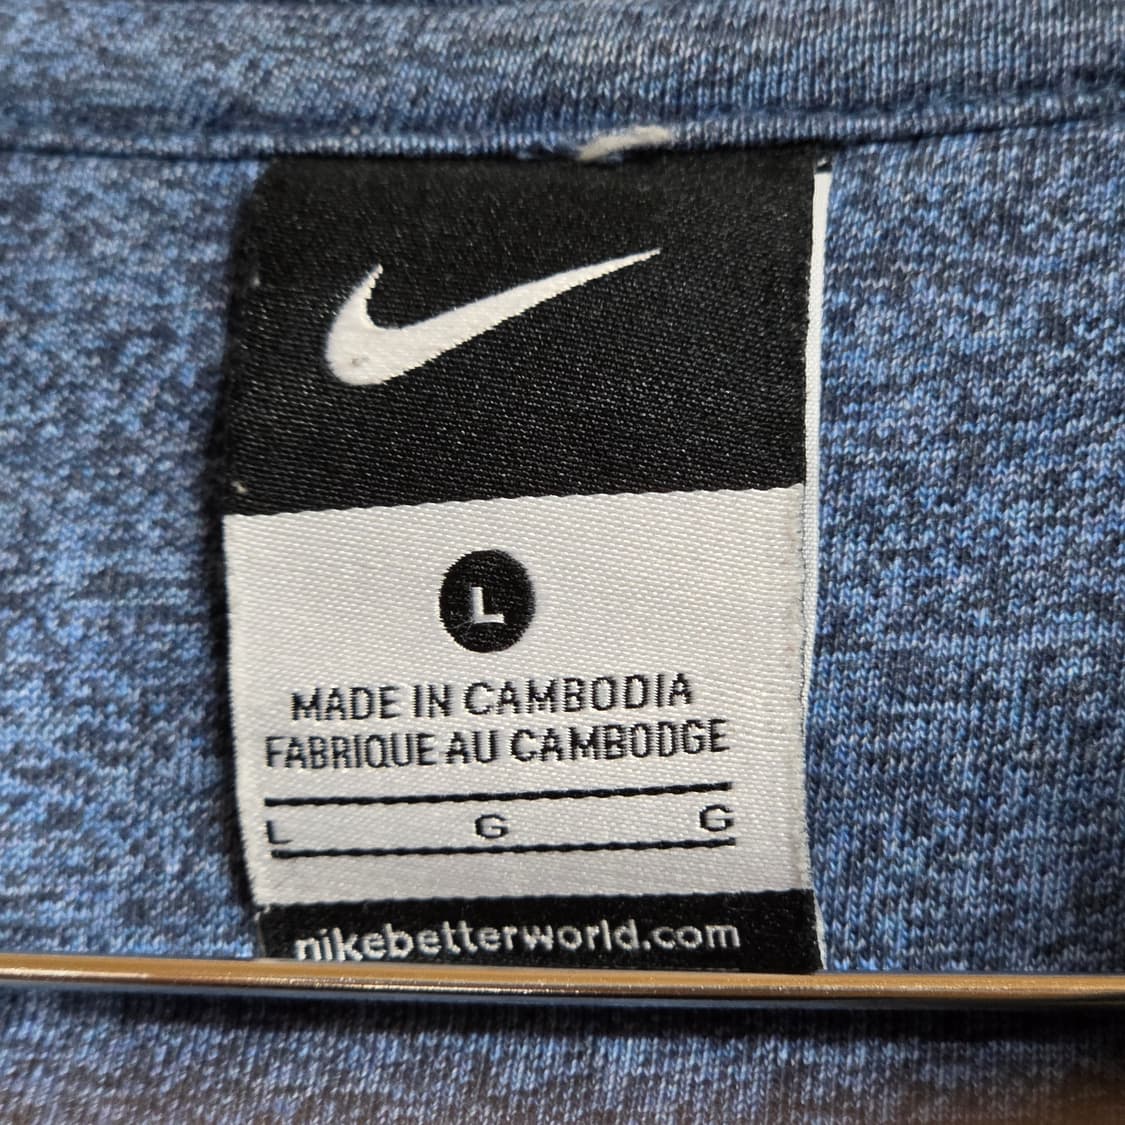 L
MADE IN CAMBODIA
FABRIQUE AU CAMBODGE
L G G
nikebetterworld.com